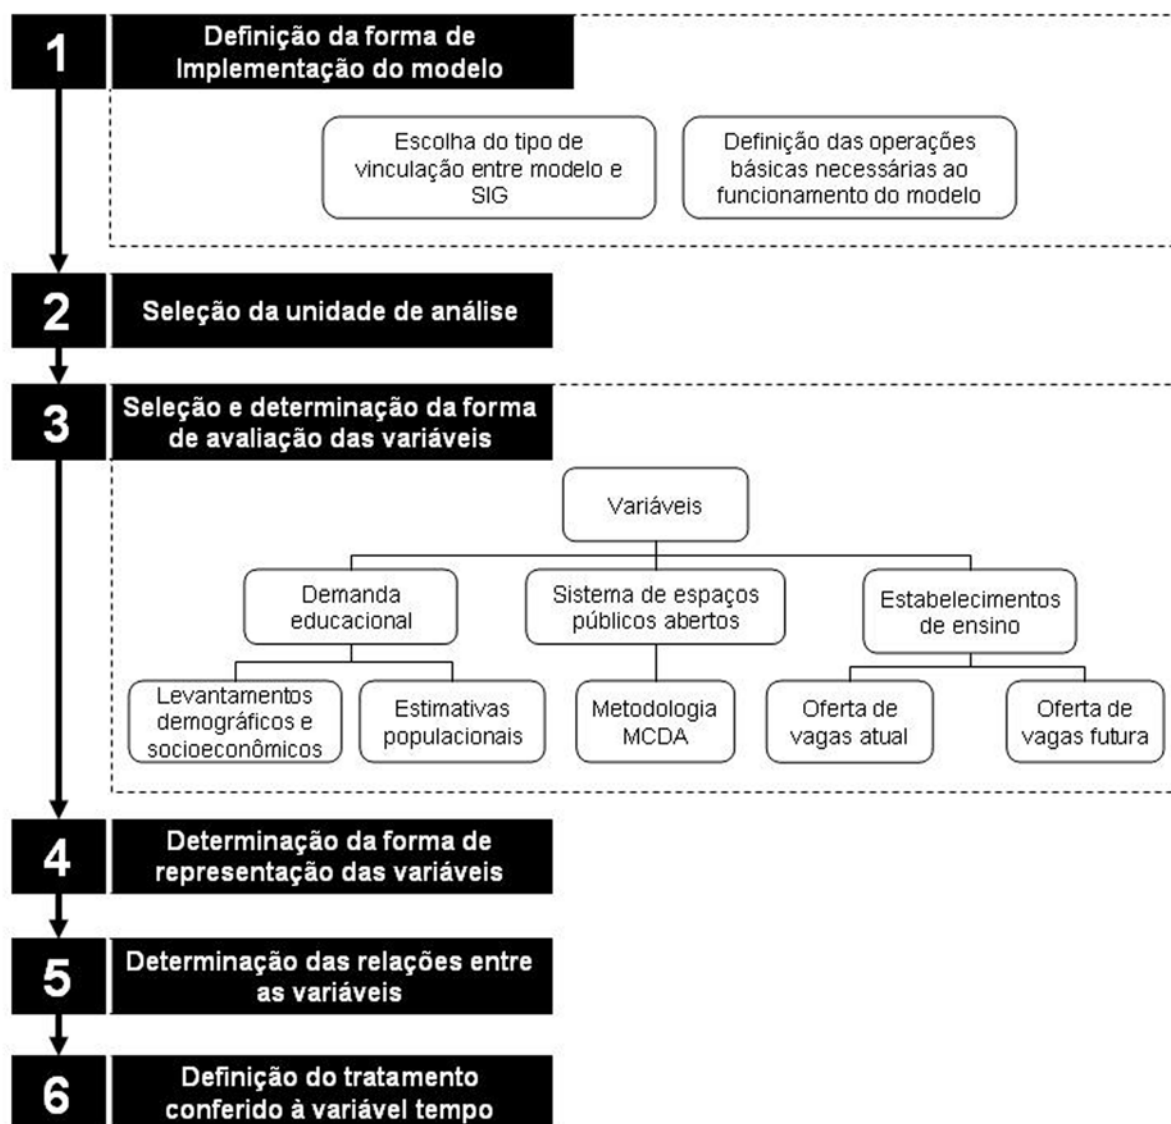 1
Definição da forma de
Implementação do modelo
Escolha do tipo de
vinculação entre modelo e
SIG
Definição das operações
básicas necessárias ao
funcionamento do modelo
2
Seleção da unidade de análise
3
Seleção e determinação da forma
de avaliação das variáveis
Variáveis
Demanda
educacional
Sistema de espaços
públicos abertos
Estabelecimentos
de ensino
Levantamentos
demográficos e
socioeconômicos
Estimativas
populacionais
Metodologia
MCDA
Oferta de
vagas atual
Oferta de
vagas futura
4
Determinação da forma de
representação das variáveis
5
Determinação das relações entre
as variáveis
6
Definição do tratamento
conferido à variável tempo